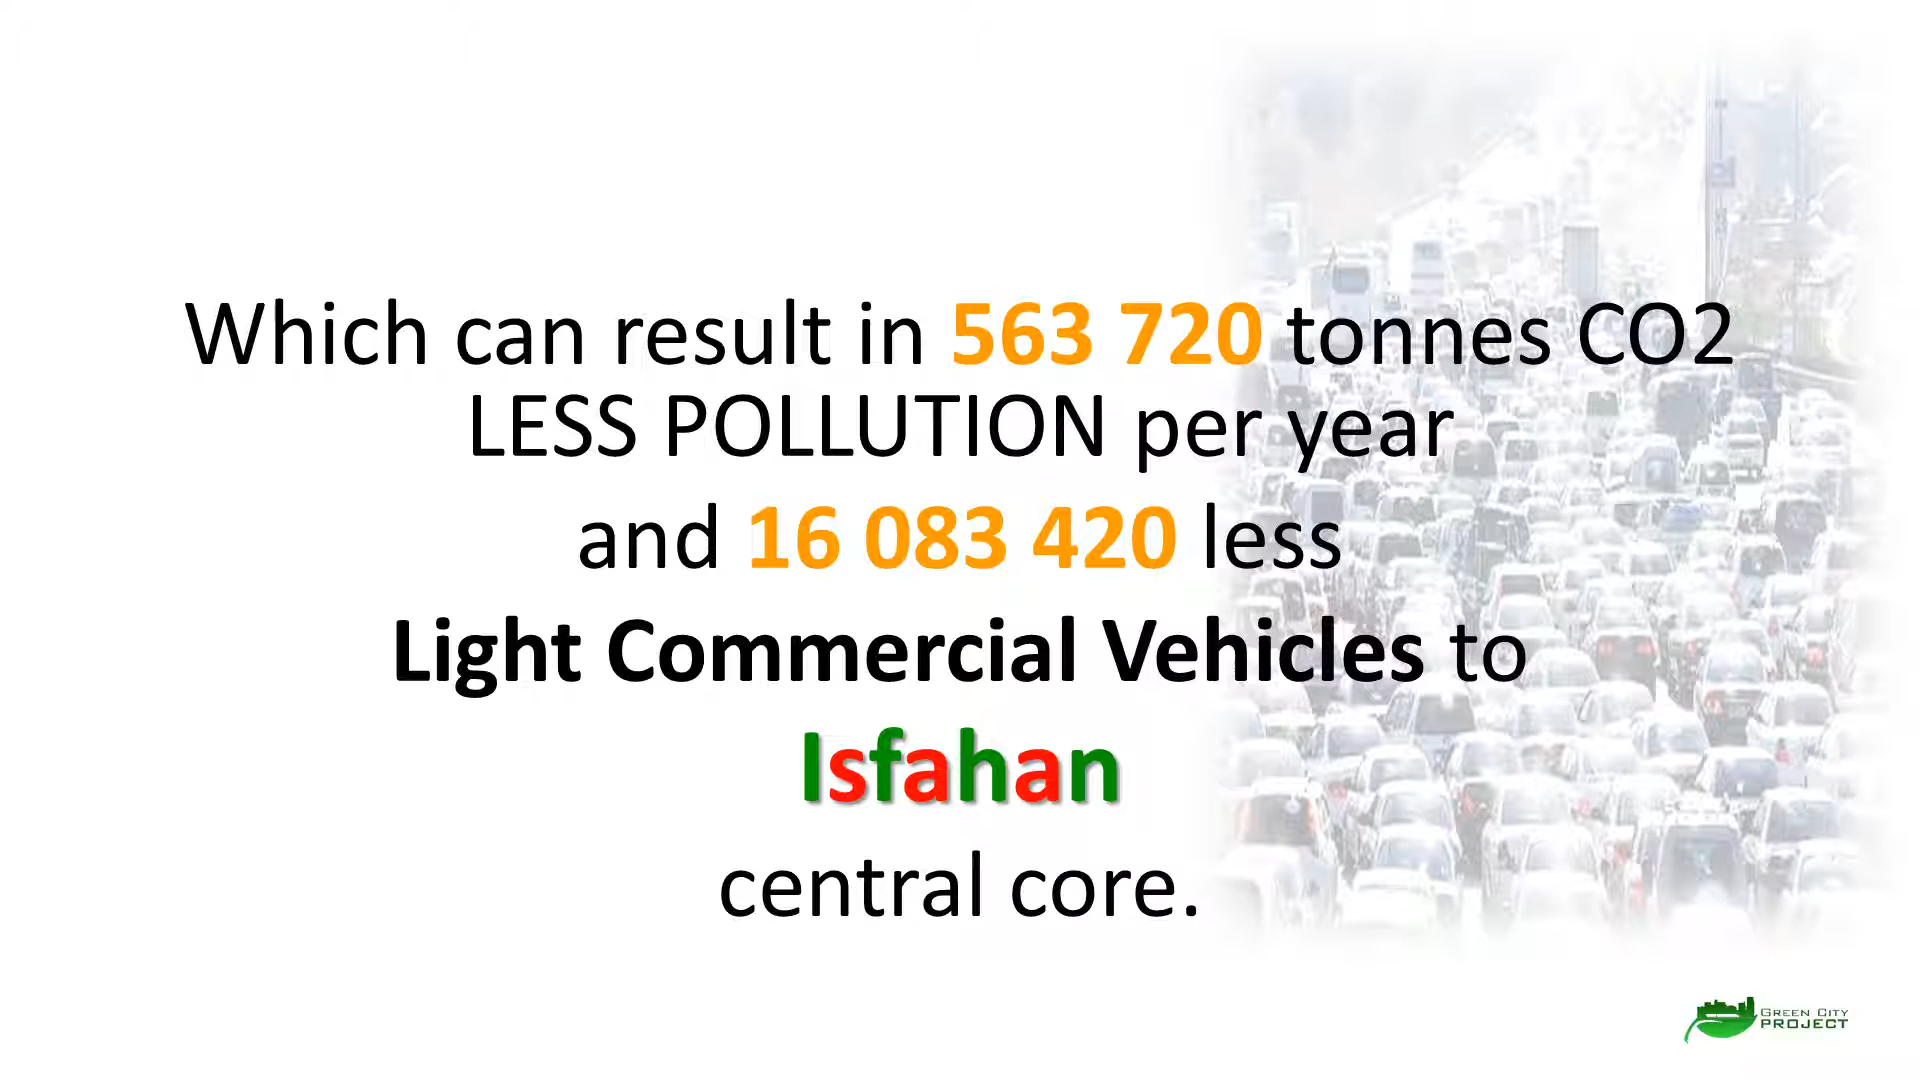 Which can result in 563 720 tonnes CO2
LESS POLLUTION per year
and 16 083 420 less
Light Commercial Vehicles to
Isfahan
central core.
GREEN CITY
PROJECT